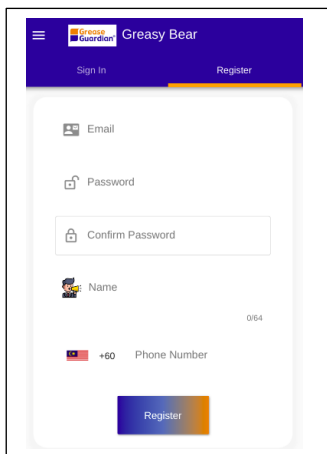 Grease
Guardian
Greasy Bear
Sign In
Register
Email
Password
Confirm Password
Name
0/64
+60
Phone Number
Register